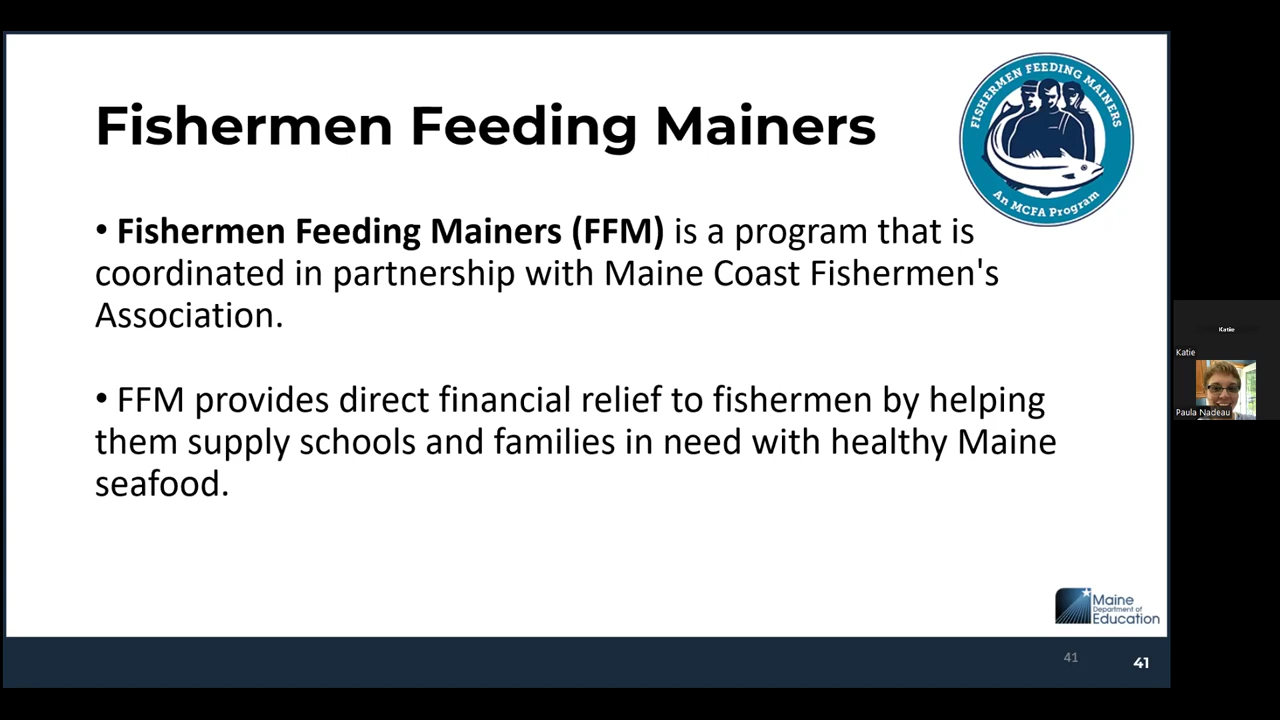 Fishermen Feeding Mainers
FISHERMEN FEEDING MAINERS
An MCFA Program
• Fishermen Feeding Mainers (FFM) is a program that is
coordinated in partnership with Maine Coast Fishermen's
Association.
• FFM provides direct financial relief to fishermen by helping
them supply schools and families in need with healthy Maine
seafood.
Maine
Department of
Education
41
41
Katie
Katie
Paula Nadeau